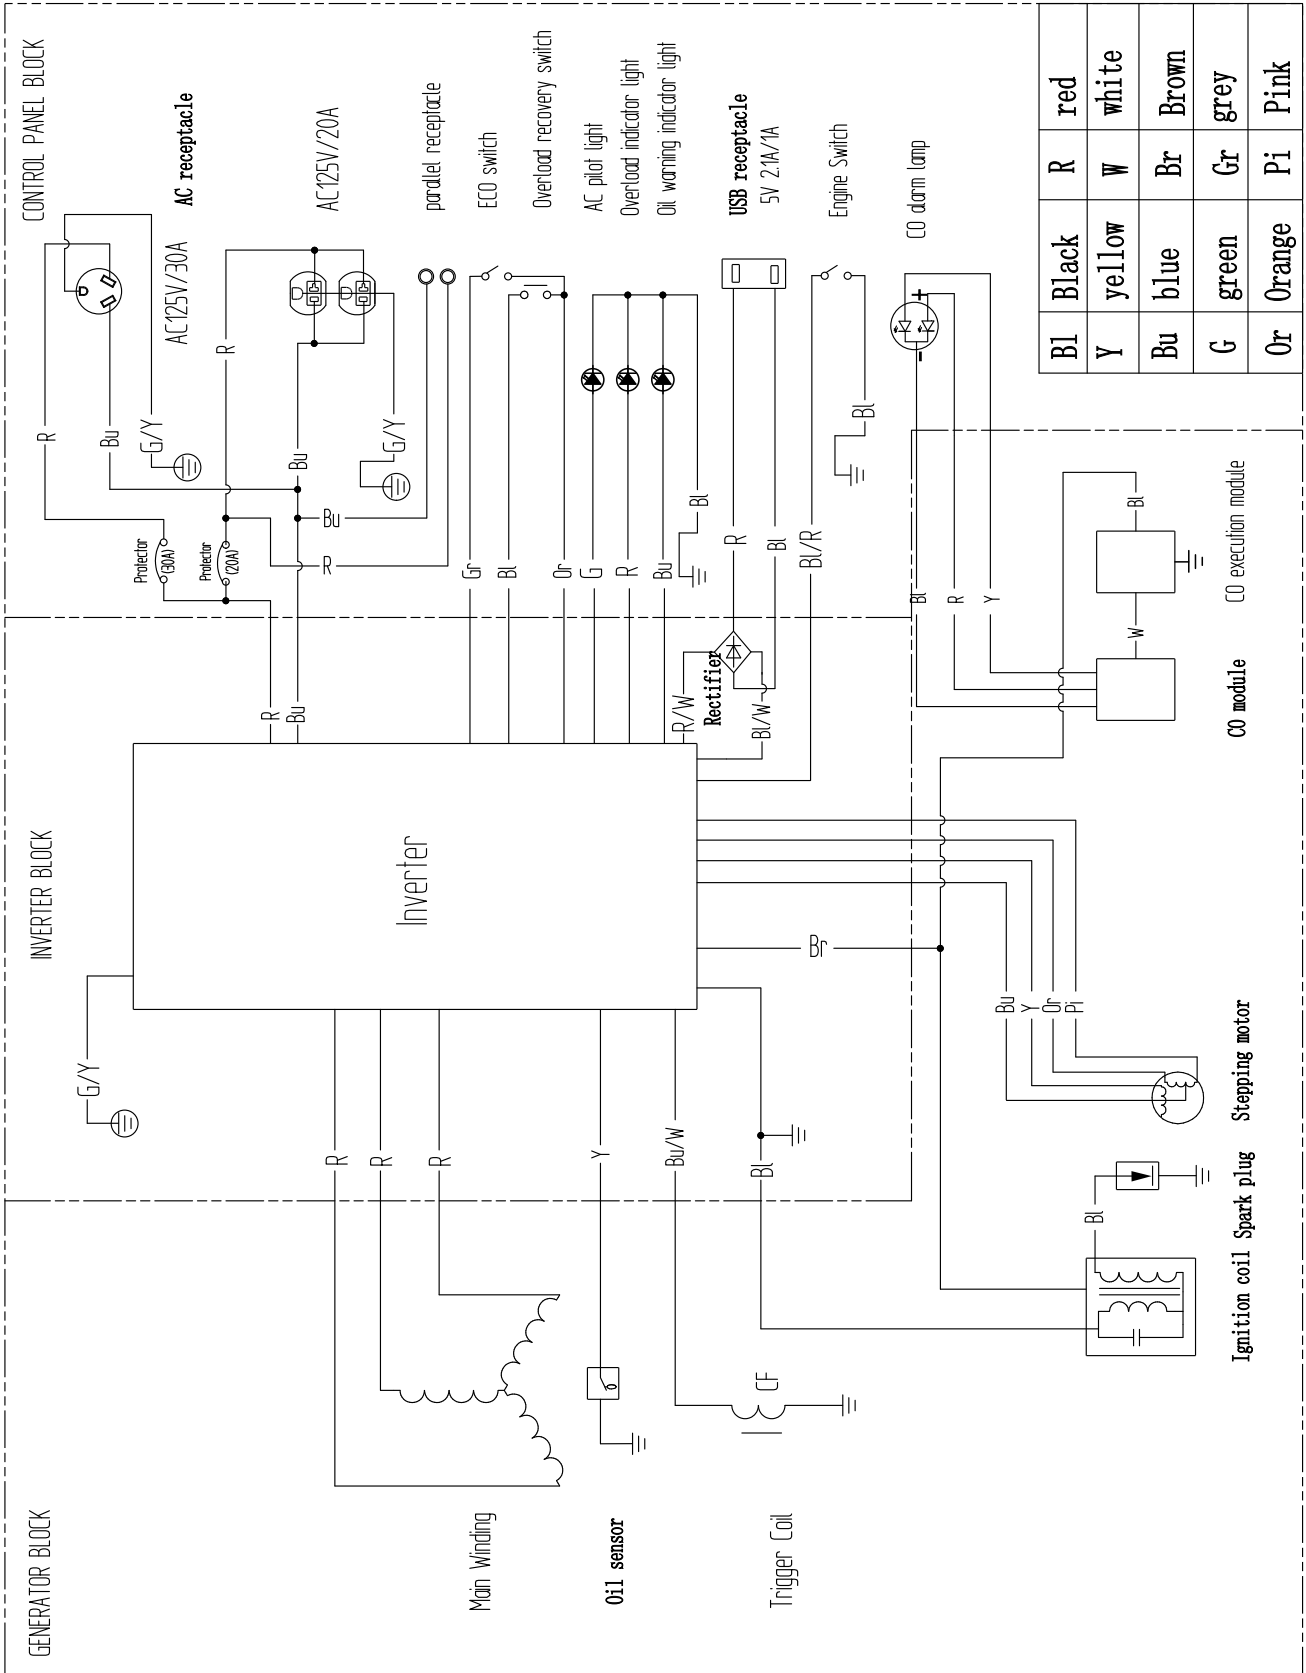 GENERATOR BLOCK
INVERTER BLOCK
CONTROL PANEL BLOCK
AC receptacle
AC125V/30A
AC125V/20A
parallel receptacle
ECO switch
Overload recovery switch
AC pilot light
Overload indicator light
Oil warning indicator light
USB receptacle
5V 2.1A/1A
Engine Switch
CO alarm lamp
+
-
R
Bu
G/Y
R
Bu
G/Y
Protector
(30A)
Protector
(20A)
Bu
R
Gr
Bl
Or
G
R
Bu
Bl
R
Bl
Bl/R
Bl
Bl
R
Y
R
Bu
R/W
Rectifier
Bl/W
Inverter
G/Y
R
R
R
Y
Bu/W
Bl
Br
Bu
Y
Or
Pi
Bl
W
Bl
CO execution module
CO module
Stepping motor
Spark plug
Ignition coil
Main Winding
Oil sensor
Trigger Coil
CF
Bl Black R red
Y yellow W white
Bu blue Br Brown
G green Gr grey
Or Orange Pi Pink